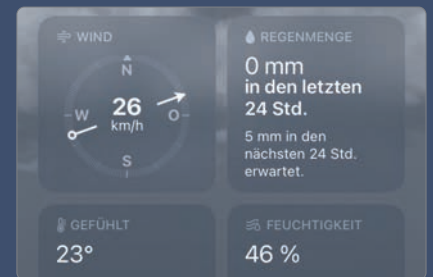 WIND
N
W
26
km/h
O
S
REGENMENGE
0 mm
in den letzten
24 Std.
5 mm in den
nächsten 24 Std.
erwartet.
GEFÜHLT
23°
FEUCHTIGKEIT
46 %